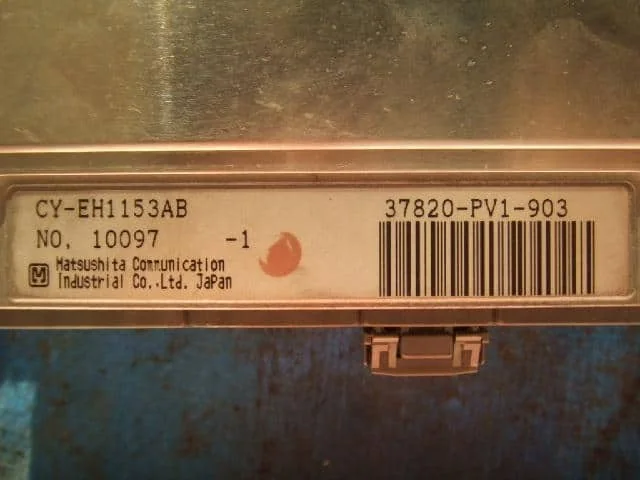 CY-EH1153AB
NO. 10097 -1
Matsushita Communication
Industrial Co.,Ltd. Japan
37820-PV1-903